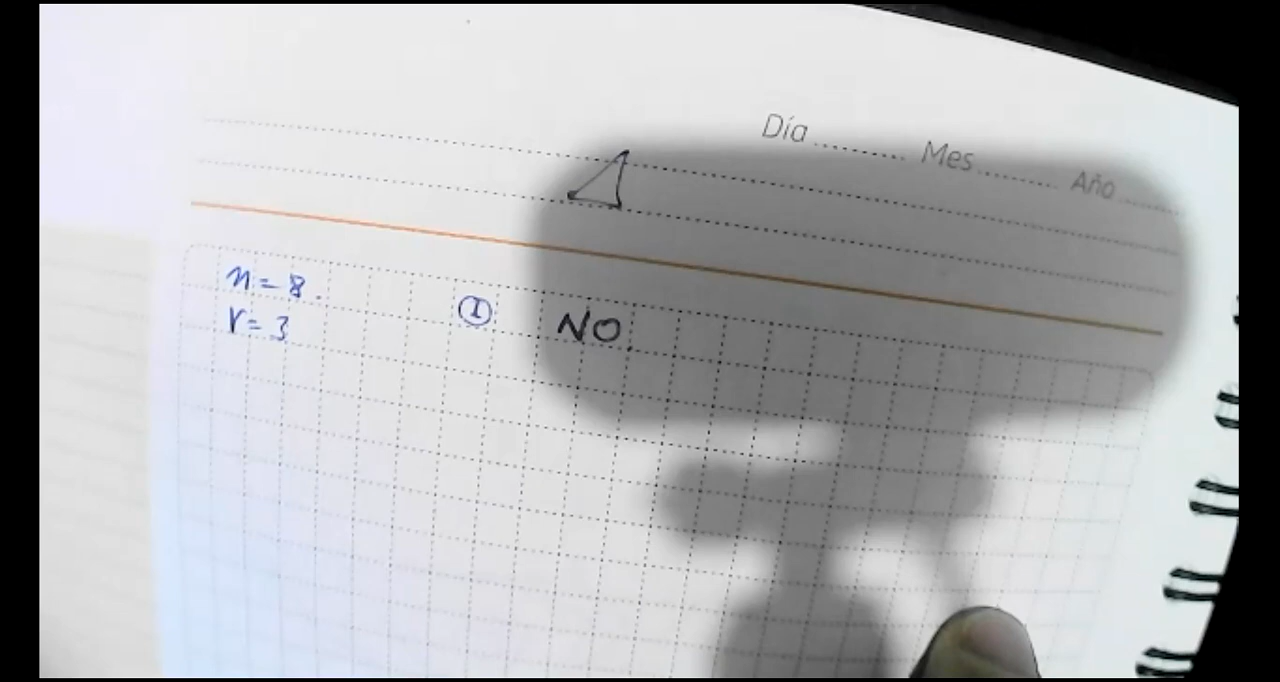 Día ........ Mes ........ Año ........
n = 8.
r = 3
① NO